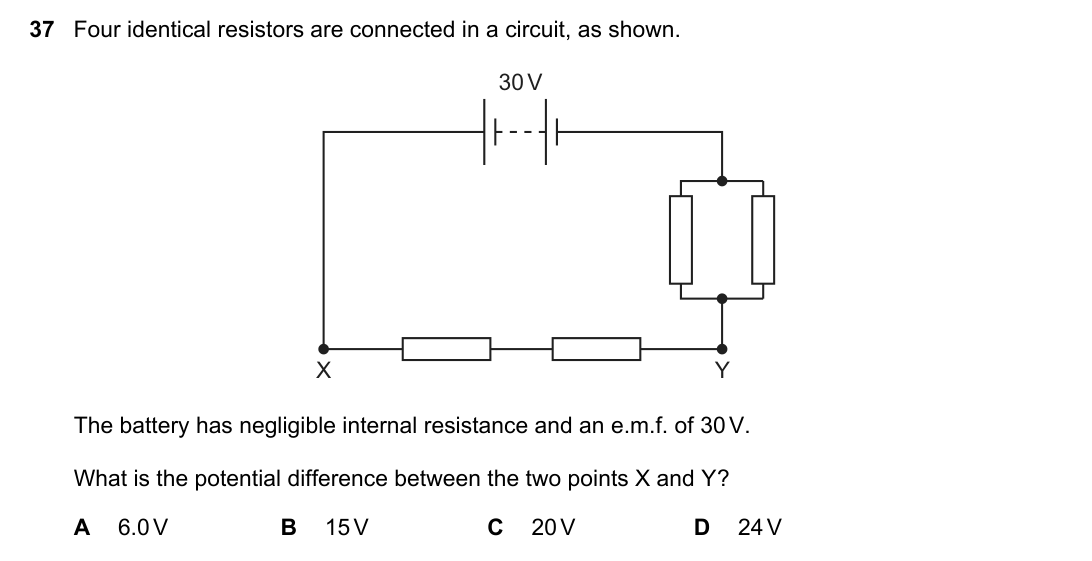 37 Four identical resistors are connected in a circuit, as shown.
30 V
X
Y
The battery has negligible internal resistance and an e.m.f. of 30 V.
What is the potential difference between the two points X and Y?
A 6.0 V B 15 V C 20 V D 24 V